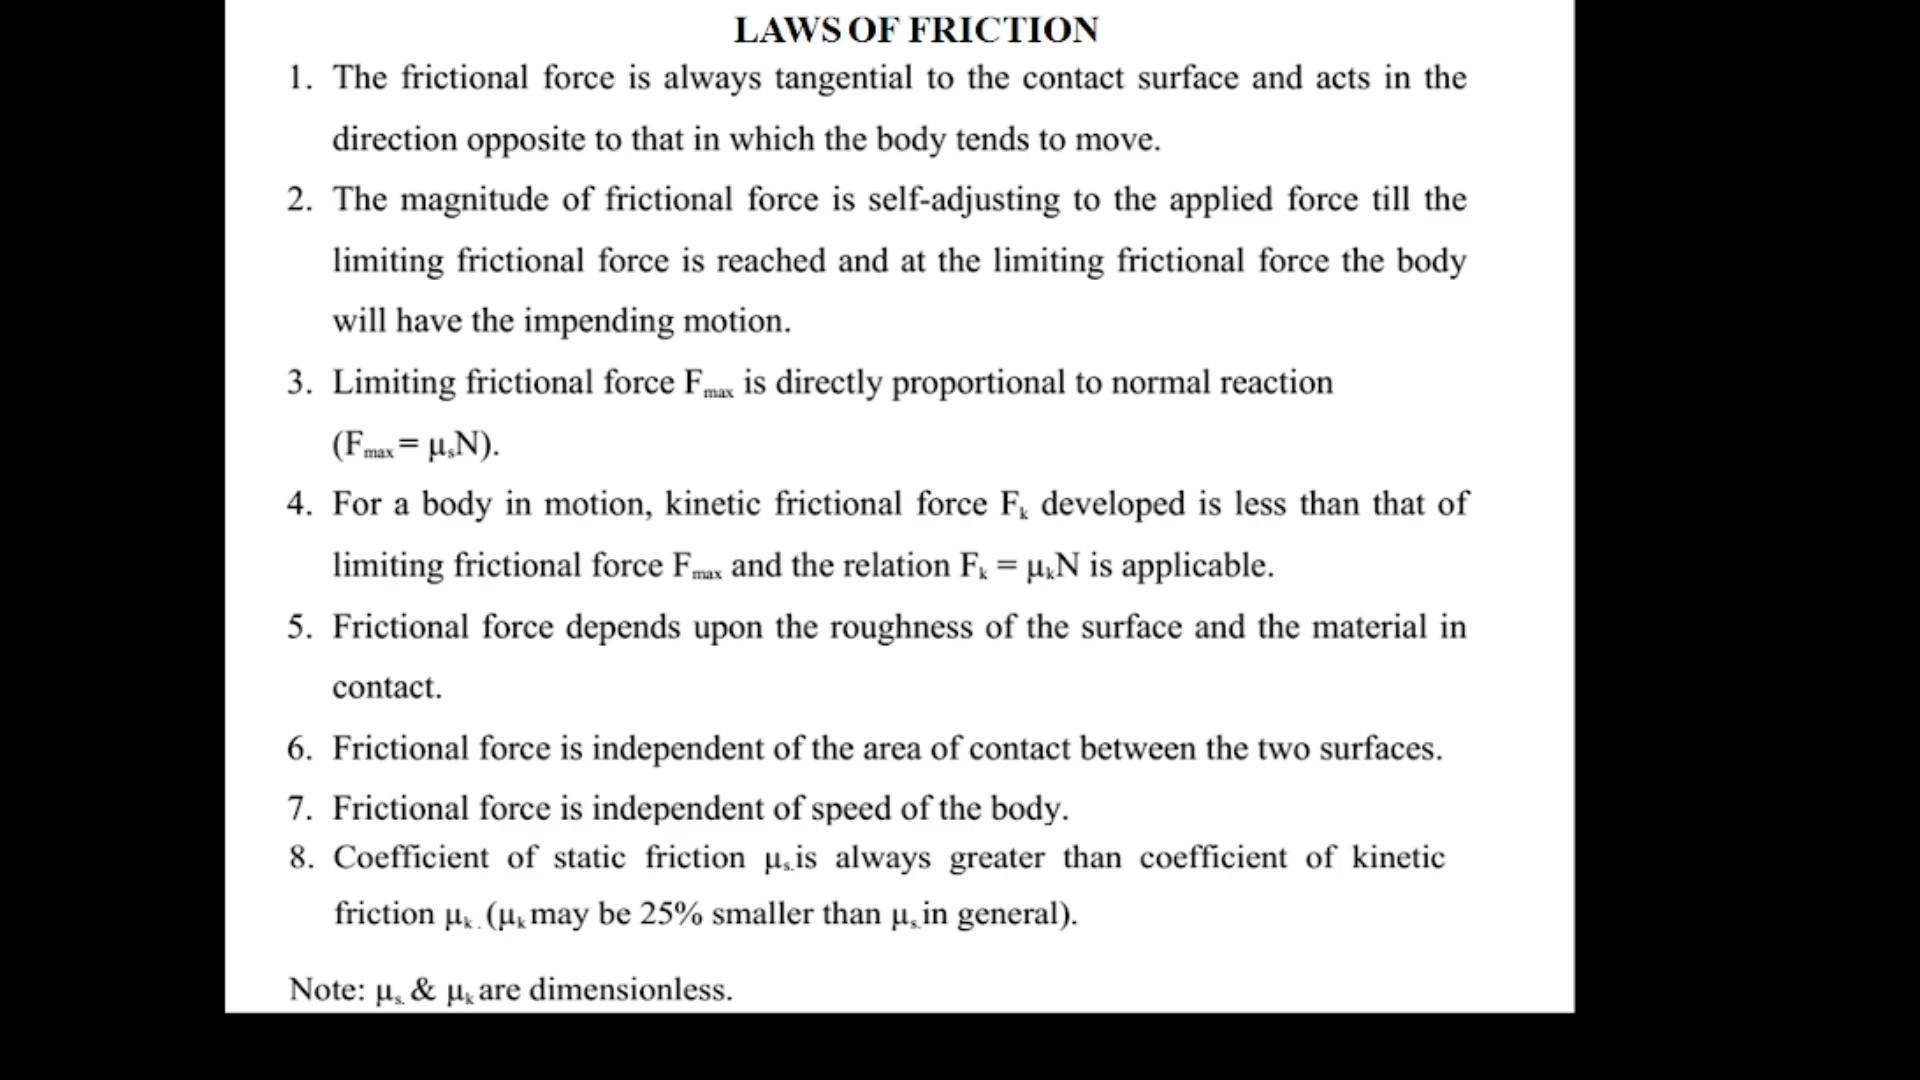 LAWS OF FRICTION
1. The frictional force is always tangential to the contact surface and acts in the
direction opposite to that in which the body tends to move.
2. The magnitude of frictional force is self-adjusting to the applied force till the
limiting frictional force is reached and at the limiting frictional force the body
will have the impending motion.
3. Limiting frictional force Fmax is directly proportional to normal reaction
(Fmax = μsN).
4. For a body in motion, kinetic frictional force Fk developed is less than that of
limiting frictional force Fmax and the relation Fk = μkN is applicable.
5. Frictional force depends upon the roughness of the surface and the material in
contact.
6. Frictional force is independent of the area of contact between the two surfaces.
7. Frictional force is independent of speed of the body.
8. Coefficient of static friction μs.is always greater than coefficient of kinetic
friction μk. (μk may be 25% smaller than μs.in general).
Note: μs. & μk are dimensionless.